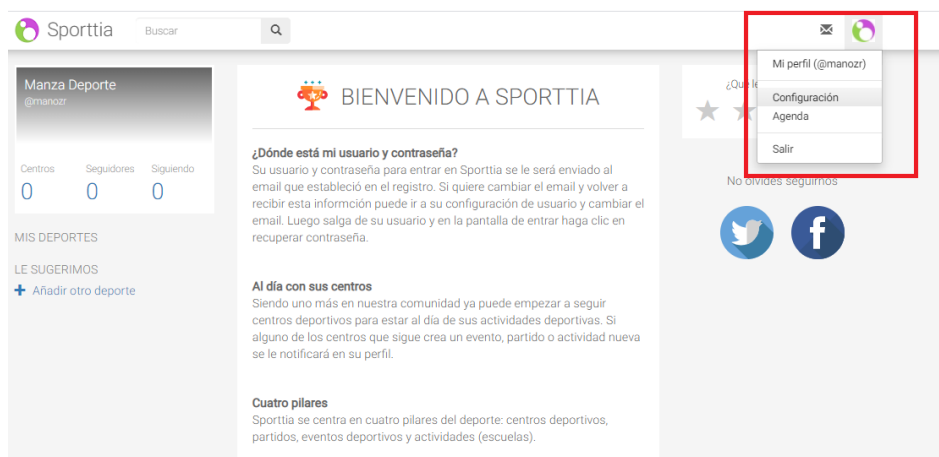 Sporttia
Buscar
Mi perfil (@manozr)
Configuración
Agenda
Salir
Manza Deporte
@manozr
Centros Seguidores Siguiendo
0 0 0
MIS DEPORTES
LE SUGERIMOS
+ Añadir otro deporte
BIENVENIDO A SPORTTIA
¿Dónde está mi usuario y contraseña?
Su usuario y contraseña para entrar en Sporttia se le será enviado al
email que estableció en el registro. Si quiere cambiar el email y volver a
recibir esta informción puede ir a su configuración de usuario y cambiar el
email. Luego salga de su usuario y en la pantalla de entrar haga clic en
recuperar contraseña.
Al día con sus centros
Siendo uno más en nuestra comunidad ya puede empezar a seguir
centros deportivos para estar al día de sus actividades deportivas. Si
alguno de los centros que sigue crea un evento, partido o actividad nueva
se le notificará en su perfil.
Cuatro pilares
Sporttia se centra en cuatro pilares del deporte: centros deportivos,
partidos, eventos deportivos y actividades (escuelas).
¿Qué le
No olvides seguirnos